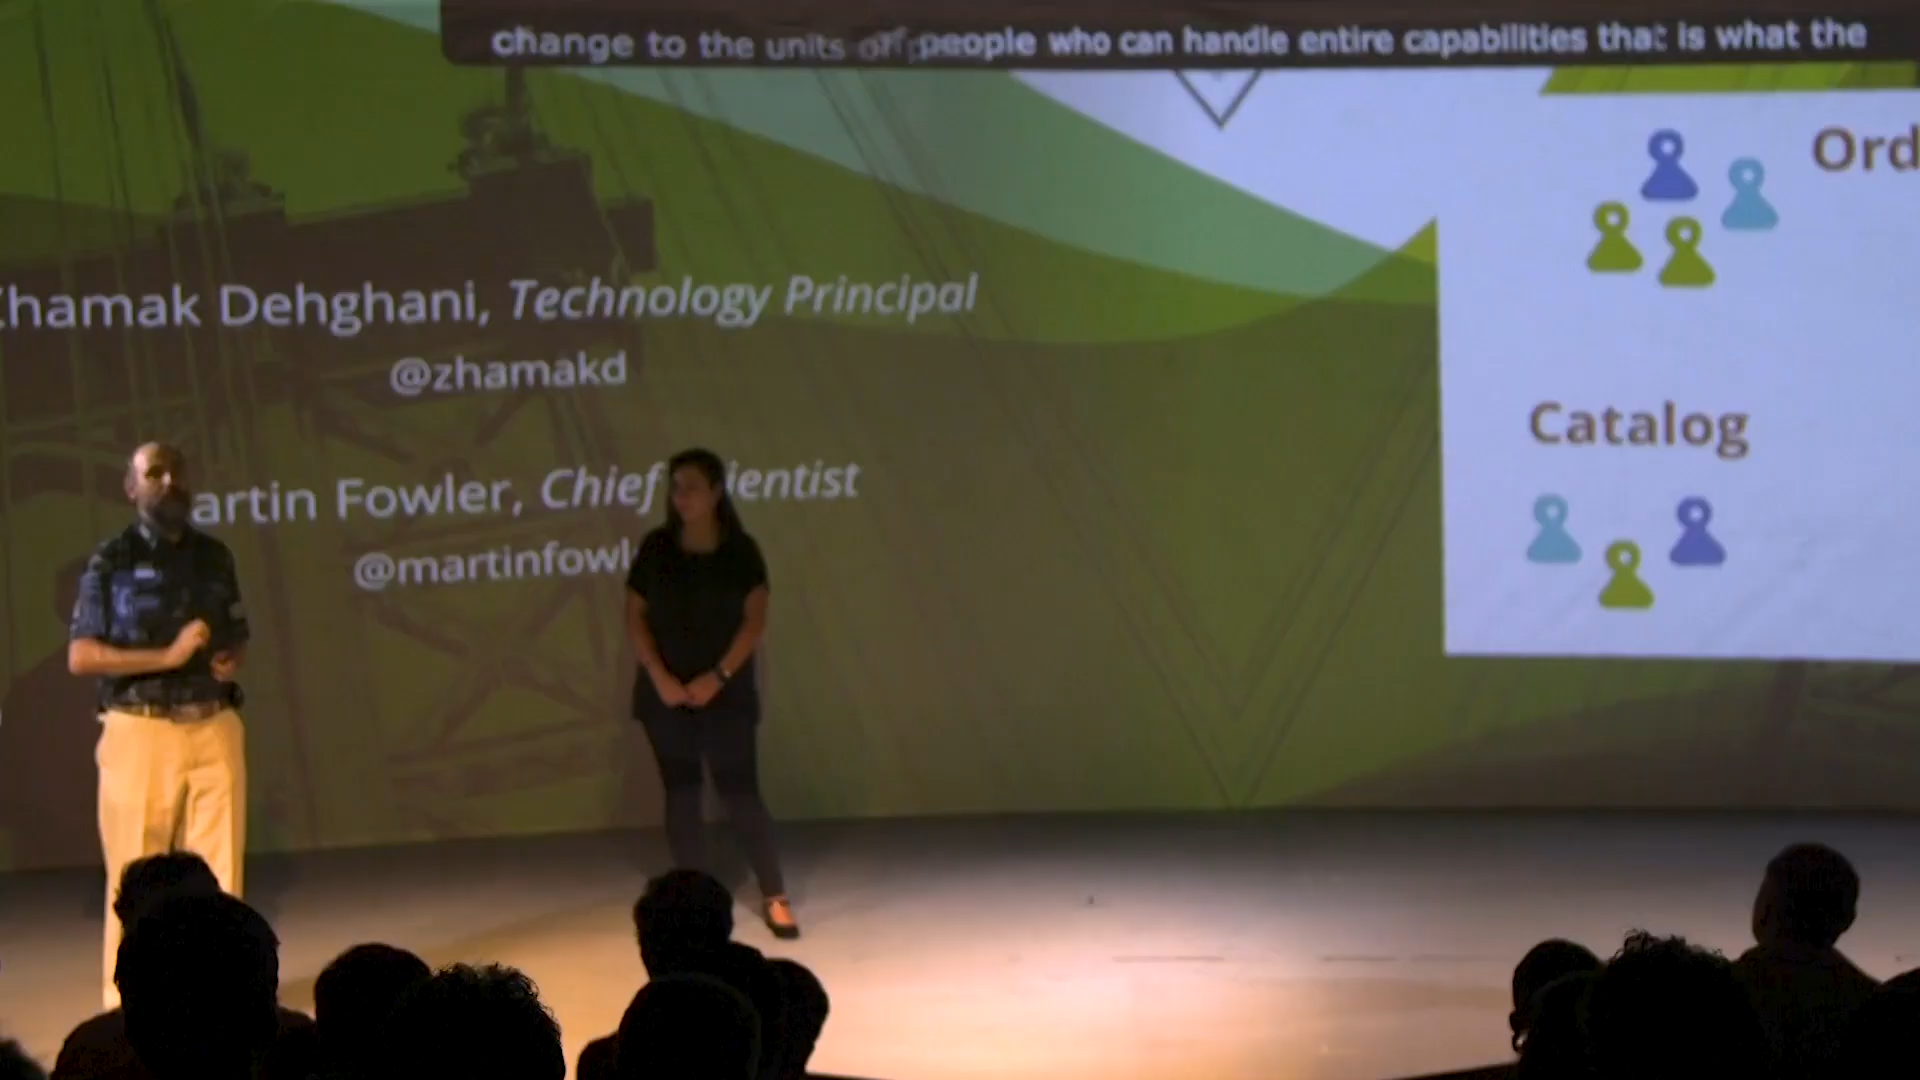 change to the units of people who can handle entire capabilities that is what the
Zhamak Dehghani, Technology Principal
@zhamakd
artin Fowler, Chief ientist
@martinfowl
Ord
Catalog